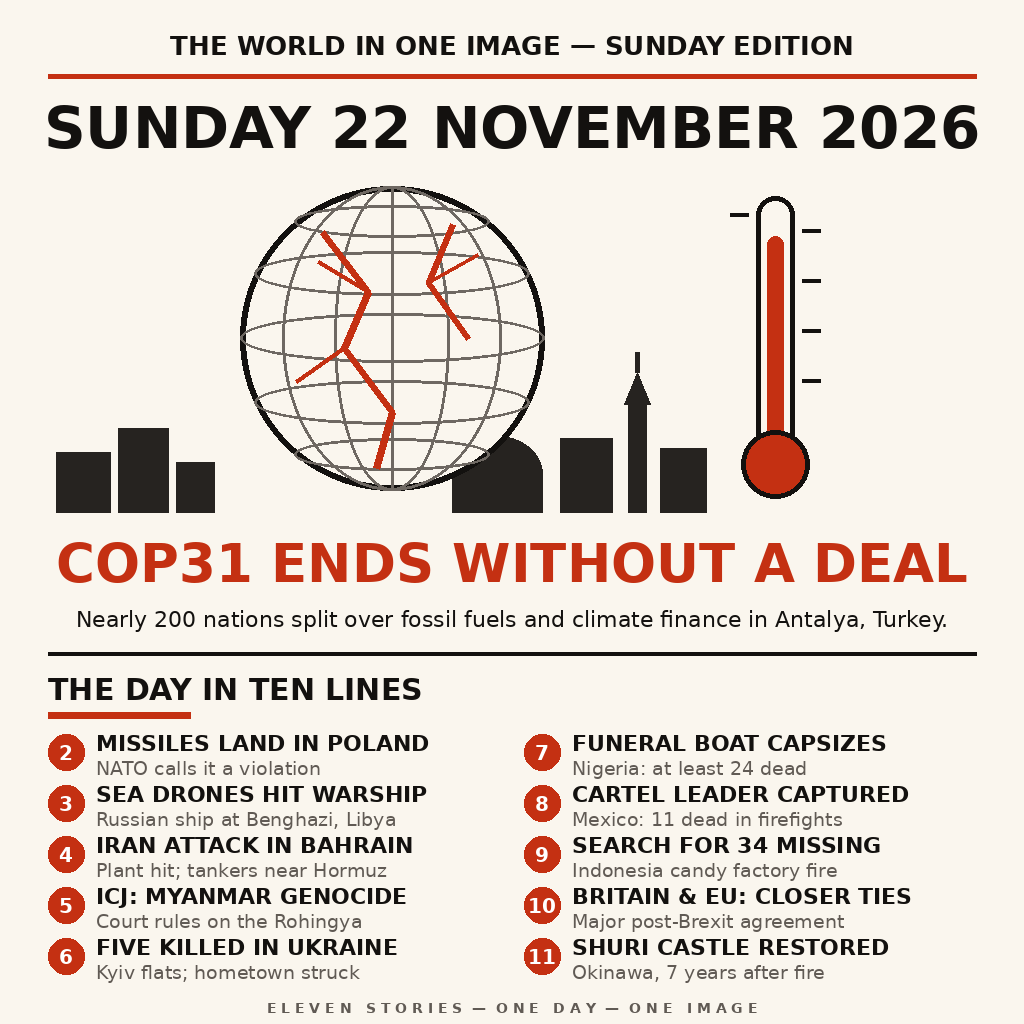 THE WORLD IN ONE IMAGE — SUNDAY EDITION
SUNDAY 22 NOVEMBER 2026
COP31 ENDS WITHOUT A DEAL
Nearly 200 nations split over fossil fuels and climate finance in Antalya, Turkey.
THE DAY IN TEN LINES
2 MISSILES LAND IN POLAND
NATO calls it a violation
3 SEA DRONES HIT WARSHIP
Russian ship at Benghazi, Libya
4 IRAN ATTACK IN BAHRAIN
Plant hit; tankers near Hormuz
5 ICJ: MYANMAR GENOCIDE
Court rules on the Rohingya
6 FIVE KILLED IN UKRAINE
Kyiv flats; hometown struck
7 FUNERAL BOAT CAPSIZES
Nigeria: at least 24 dead
8 CARTEL LEADER CAPTURED
Mexico: 11 dead in firefights
9 SEARCH FOR 34 MISSING
Indonesia candy factory fire
10 BRITAIN & EU: CLOSER TIES
Major post-Brexit agreement
11 SHURI CASTLE RESTORED
Okinawa, 7 years after fire
ELEVEN STORIES — ONE DAY — ONE IMAGE